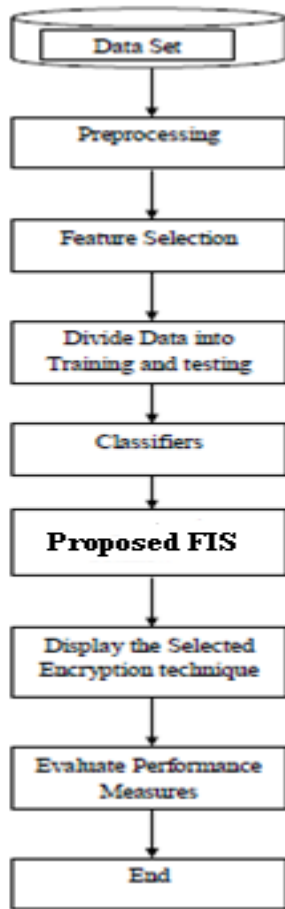 Data Set
Preprocessing
Feature Selection
Divide Data into
Training and testing
Classifiers
Proposed FIS
Display the Selected
Encryption technique
Evaluate Performance
Measures
End